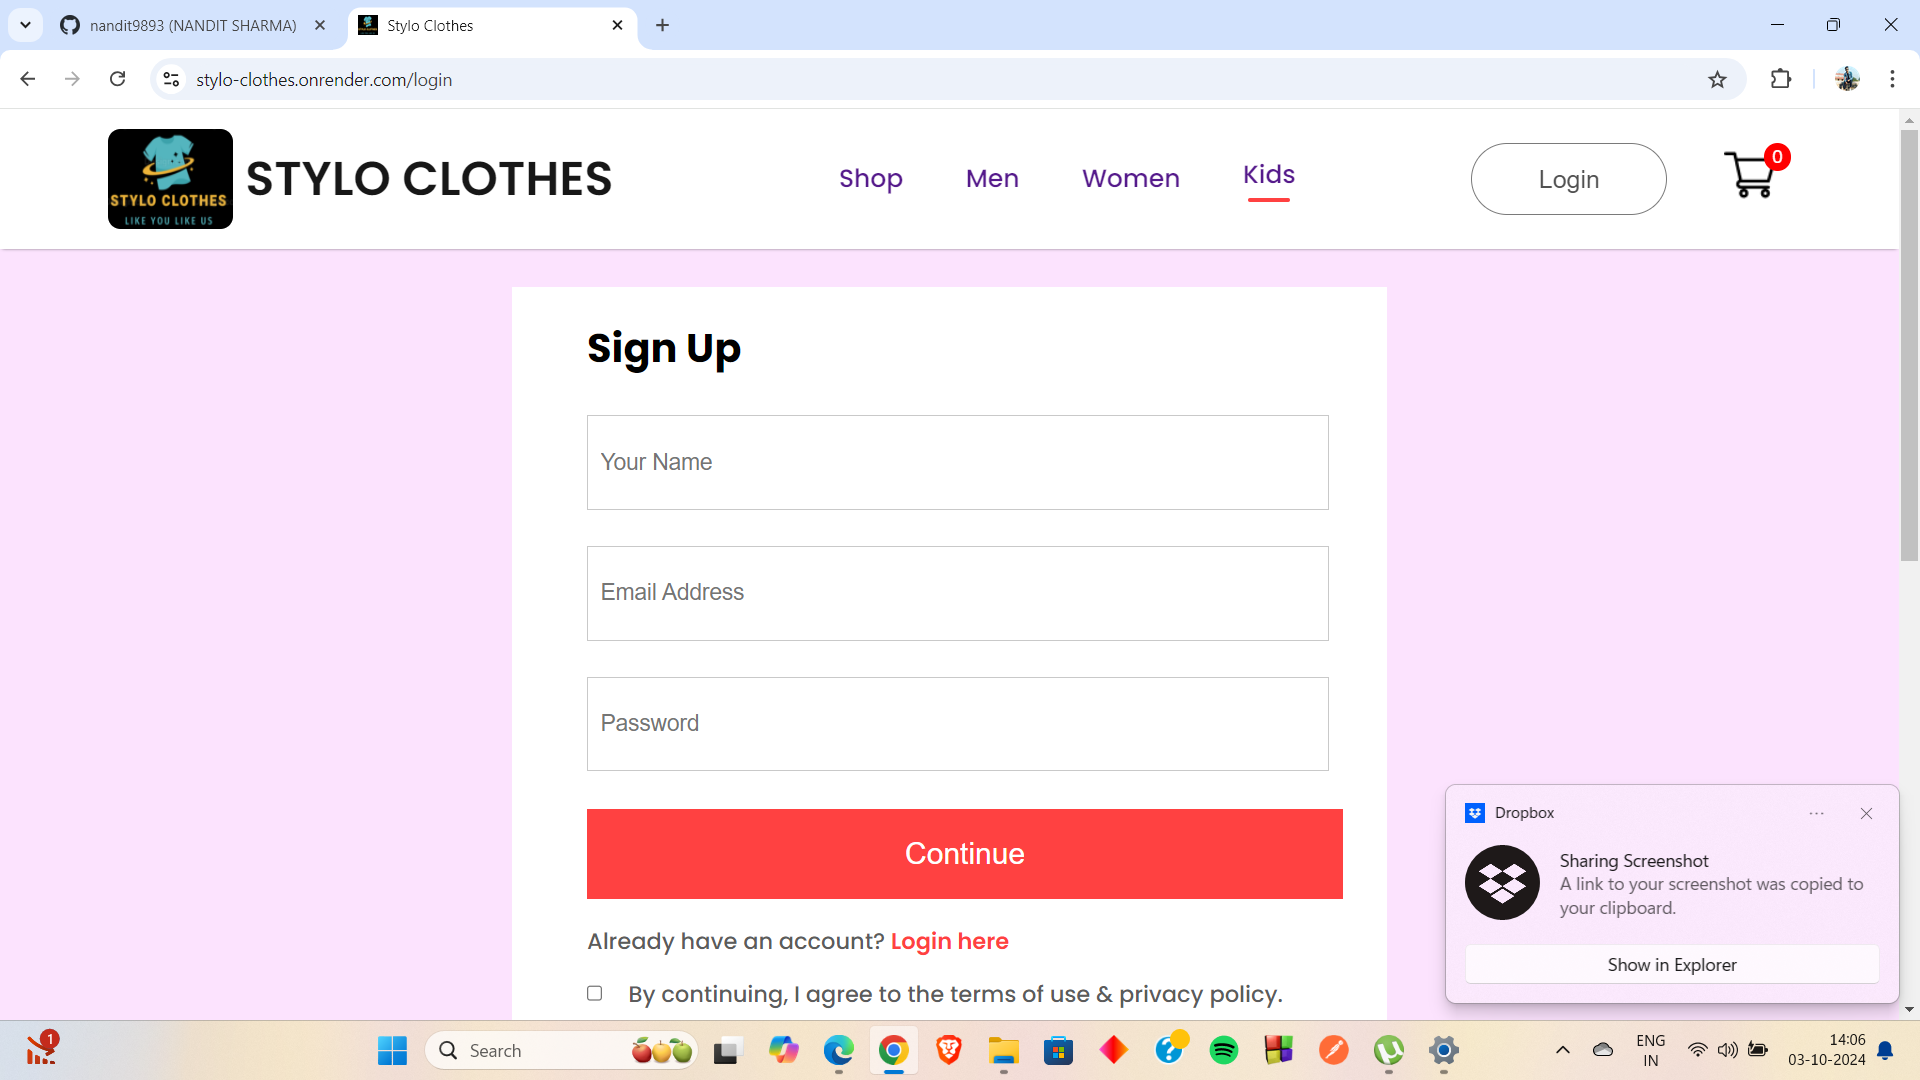 nandit9893 (NANDIT SHARMA)
Stylo Clothes
stylo-clothes.onrender.com/login
STYLO CLOTHES
LIKE YOU LIKE US
STYLO CLOTHES
Shop
Men
Women
Kids
Login
0
Sign Up
Your Name
Email Address
Password
Continue
Already have an account? Login here
By continuing, I agree to the terms of use & privacy policy.
Dropbox
Sharing Screenshot
A link to your screenshot was copied to
your clipboard.
Show in Explorer
1
Search
ENG
IN
14:06
03-10-2024